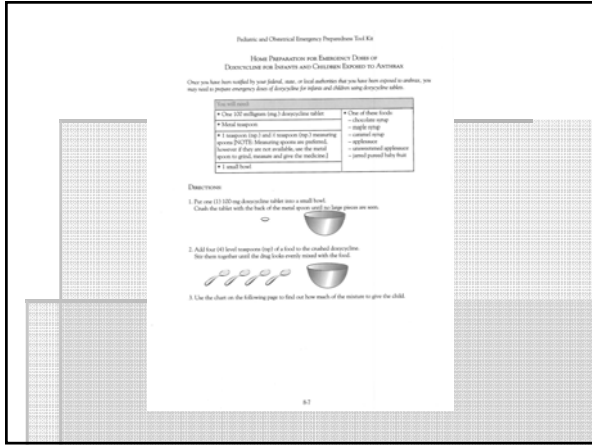 Pediatric and Obstetrical Emergency Preparedness Tool Kit
HOME PREPARATION FOR EMERGENCY DOSES OF
DOXYCYCLINE FOR INFANTS AND CHILDREN EXPOSED TO ANTHRAX
Once you have been notified by your federal, state, or local authorities that you have been exposed to anthrax, you
may need to prepare emergency doses of doxycycline for infants and children using doxycycline tablets.
You will need:
• One 100 milligram (mg.) doxycycline tablet
• Metal teaspoon
• 1 teaspoon (tsp.) and ½ teaspoon (tsp.) measuring
spoons [NOTE: Measuring spoons are preferred,
however if they are not available, use the metal
spoon to grind, measure and give the medicine.]
• 1 small bowl
• One of these foods:
– chocolate syrup
– maple syrup
– caramel syrup
– applesauce
– unsweetened applesauce
– jarred pureed baby fruit
DIRECTIONS
1. Put one (1) 100 mg doxycycline tablet into a small bowl.
Crush the tablet with the back of the metal spoon until no large pieces are seen.
2. Add four (4) level teaspoons (tsp) of a food to the crushed doxycycline.
Stir them together until the drug looks evenly mixed with the food.
3. Use the chart on the following page to find out how much of the mixture to give the child.